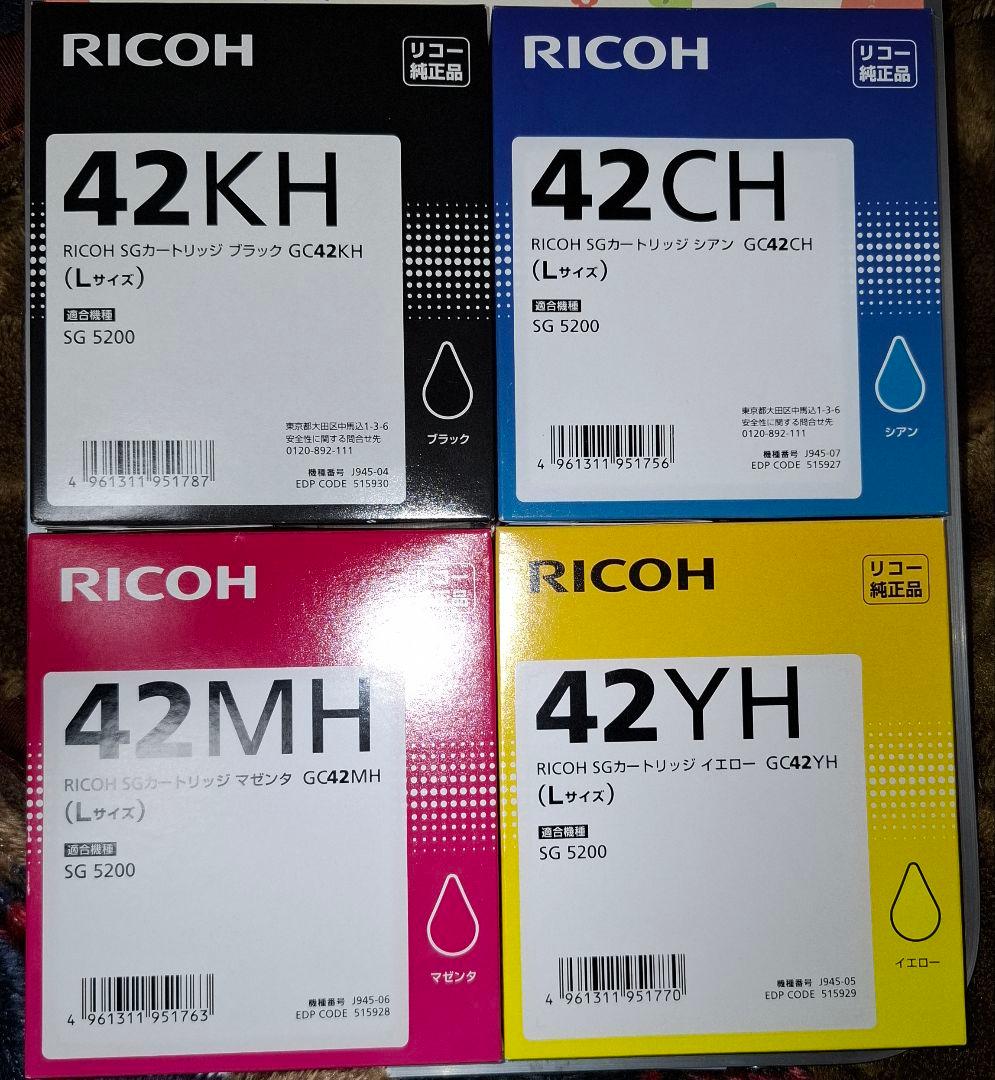 RICOH
リコー
純正品
42KH
RICOH SGカートリッジ ブラック GC42KH
(Lサイズ)
適合機種
SG 5200
ブラック
東京都大田区中馬込1-3-6
安全性に関する問合せ先
0120-892-111
機種番号 J945-04
EDP CODE 515930
4 961311 951787
RICOH
リコー
純正品
42CH
RICOH SGカートリッジ シアン GC42CH
(Lサイズ)
適合機種
SG 5200
シアン
東京都大田区中馬込1-3-6
安全性に関する問合せ先
0120-892-111
機種番号 J945-07
EDP CODE 515927
4 961311 951756
RICOH
42MH
RICOH SGカートリッジ マゼンタ GC42MH
(Lサイズ)
適合機種
SG 5200
マゼンタ
機種番号 J945-06
EDP CODE 515928
4 961311 951763
RICOH
リコー
純正品
42YH
RICOH SGカートリッジ イエロー GC42YH
(Lサイズ)
適合機種
SG 5200
イエロー
機種番号 J945-05
EDP CODE 515929
4 961311 951770